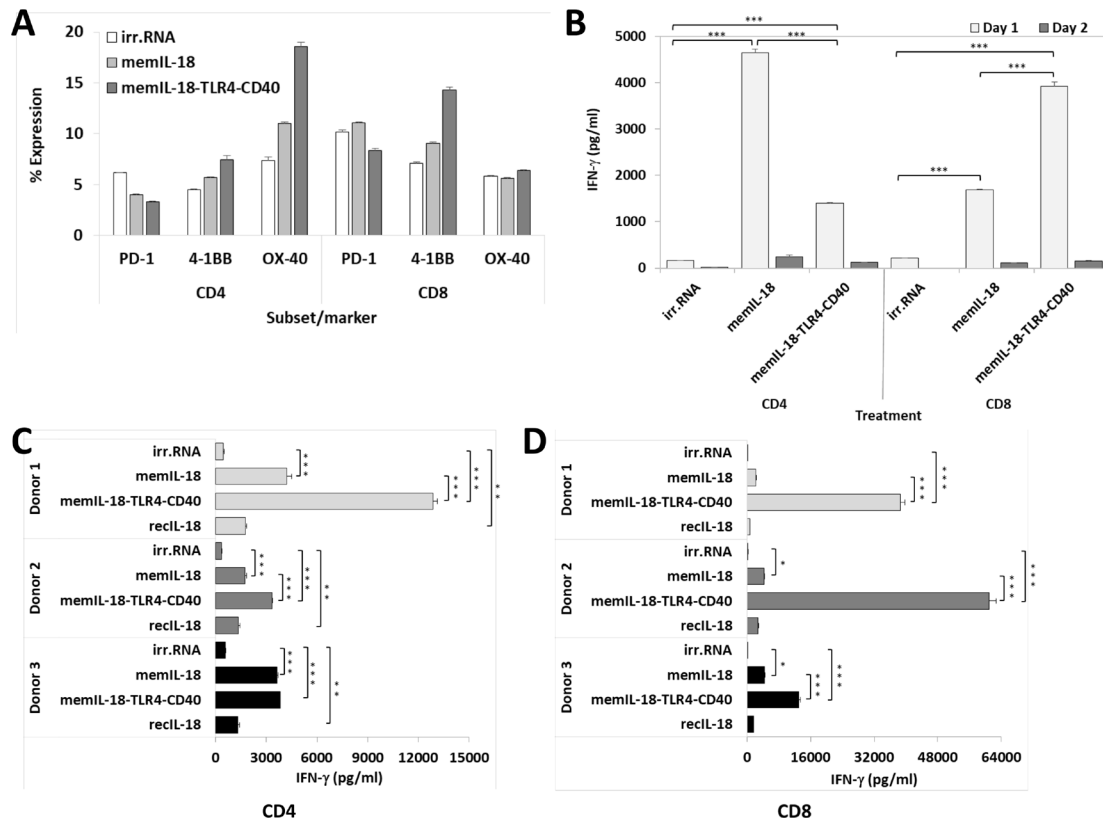 A
irr.RNA
memIL-18
memIL-18-TLR4-CD40
20
15
10
5
0
% Expression
PD-1 4-1BB OX-40 PD-1 4-1BB OX-40
CD4 CD8
Subset/marker
B
Day 1 Day 2
*** *** *** *** *** ***
5000
4000
3000
2000
1000
0
IFN-γ (pg/ml)
irr.RNA memIL-18 memIL-18-TLR4-CD40 irr.RNA memIL-18 memIL-18-TLR4-CD40
CD4 CD8
Treatment
C
Donor 1
irr.RNA
memIL-18
memIL-18-TLR4-CD40
recIL-18
*** *** *** **
Donor 2
irr.RNA
memIL-18
memIL-18-TLR4-CD40
recIL-18
*** *** *** **
Donor 3
irr.RNA
memIL-18
memIL-18-TLR4-CD40
recIL-18
*** *** **
0 3000 6000 9000 12000 15000
IFN-γ (pg/ml)
CD4
D
Donor 1
irr.RNA
memIL-18
memIL-18-TLR4-CD40
recIL-18
*** ***
Donor 2
irr.RNA
memIL-18
memIL-18-TLR4-CD40
recIL-18
* *** ***
Donor 3
irr.RNA
memIL-18
memIL-18-TLR4-CD40
recIL-18
* *** ***
0 16000 32000 48000 64000
IFN-γ (pg/ml)
CD8